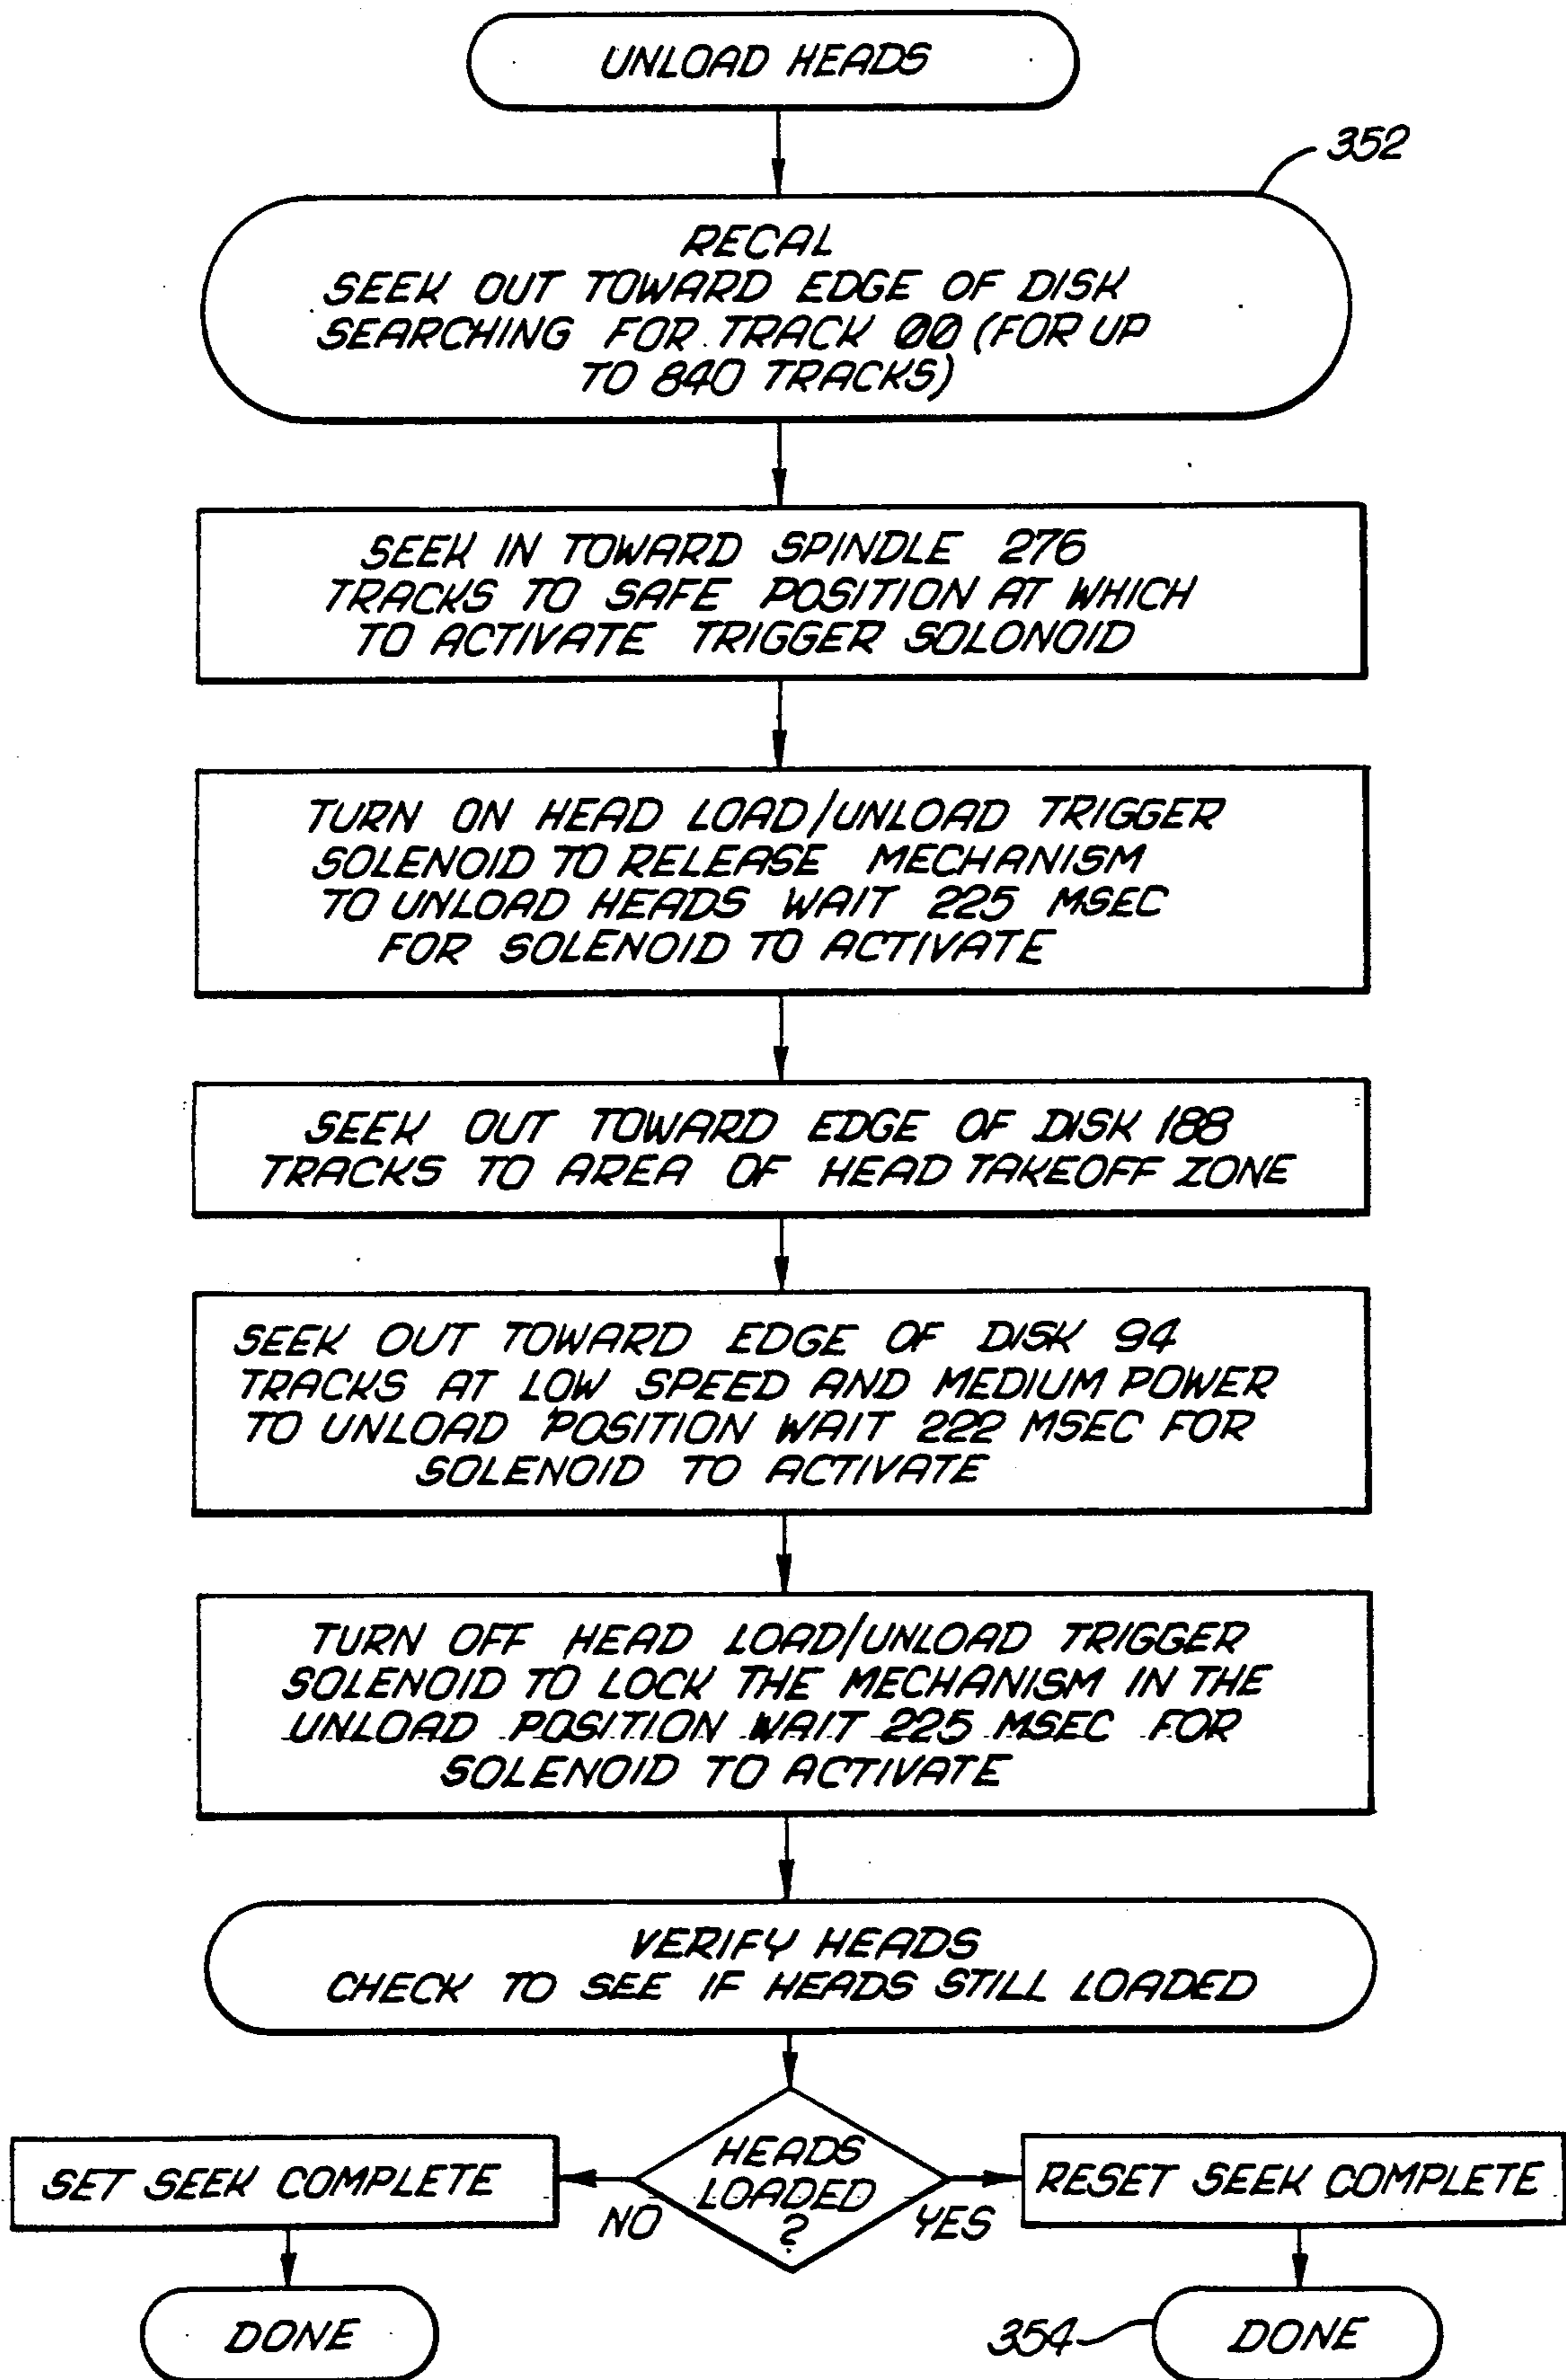 UNLOAD HEADS
352
RECAL
SEEK OUT TOWARD EDGE OF DISK
SEARCHING FOR TRACK 00 (FOR UP
TO 840 TRACKS)
SEEK IN TOWARD SPINDLE 276
TRACKS TO SAFE POSITION AT WHICH
TO ACTIVATE TRIGGER SOLONOID
TURN ON HEAD LOAD/UNLOAD TRIGGER
SOLENOID TO RELEASE MECHANISM
TO UNLOAD HEADS WAIT 225 MSEC
FOR SOLENOID TO ACTIVATE
SEEK OUT TOWARD EDGE OF DISK 188
TRACKS TO AREA OF HEAD TAKEOFF ZONE
SEEK OUT TOWARD EDGE OF DISK 94
TRACKS AT LOW SPEED AND MEDIUM POWER
TO UNLOAD POSITION WAIT 222 MSEC FOR
SOLENOID TO ACTIVATE
TURN OFF HEAD LOAD/UNLOAD TRIGGER
SOLENOID TO LOCK THE MECHANISM IN THE
UNLOAD POSITION WAIT 225 MSEC FOR
SOLENOID TO ACTIVATE
VERIFY HEADS
CHECK TO SEE IF HEADS STILL LOADED
HEADS
LOADED
?
NO
YES
SET SEEK COMPLETE
RESET SEEK COMPLETE
DONE
354
DONE